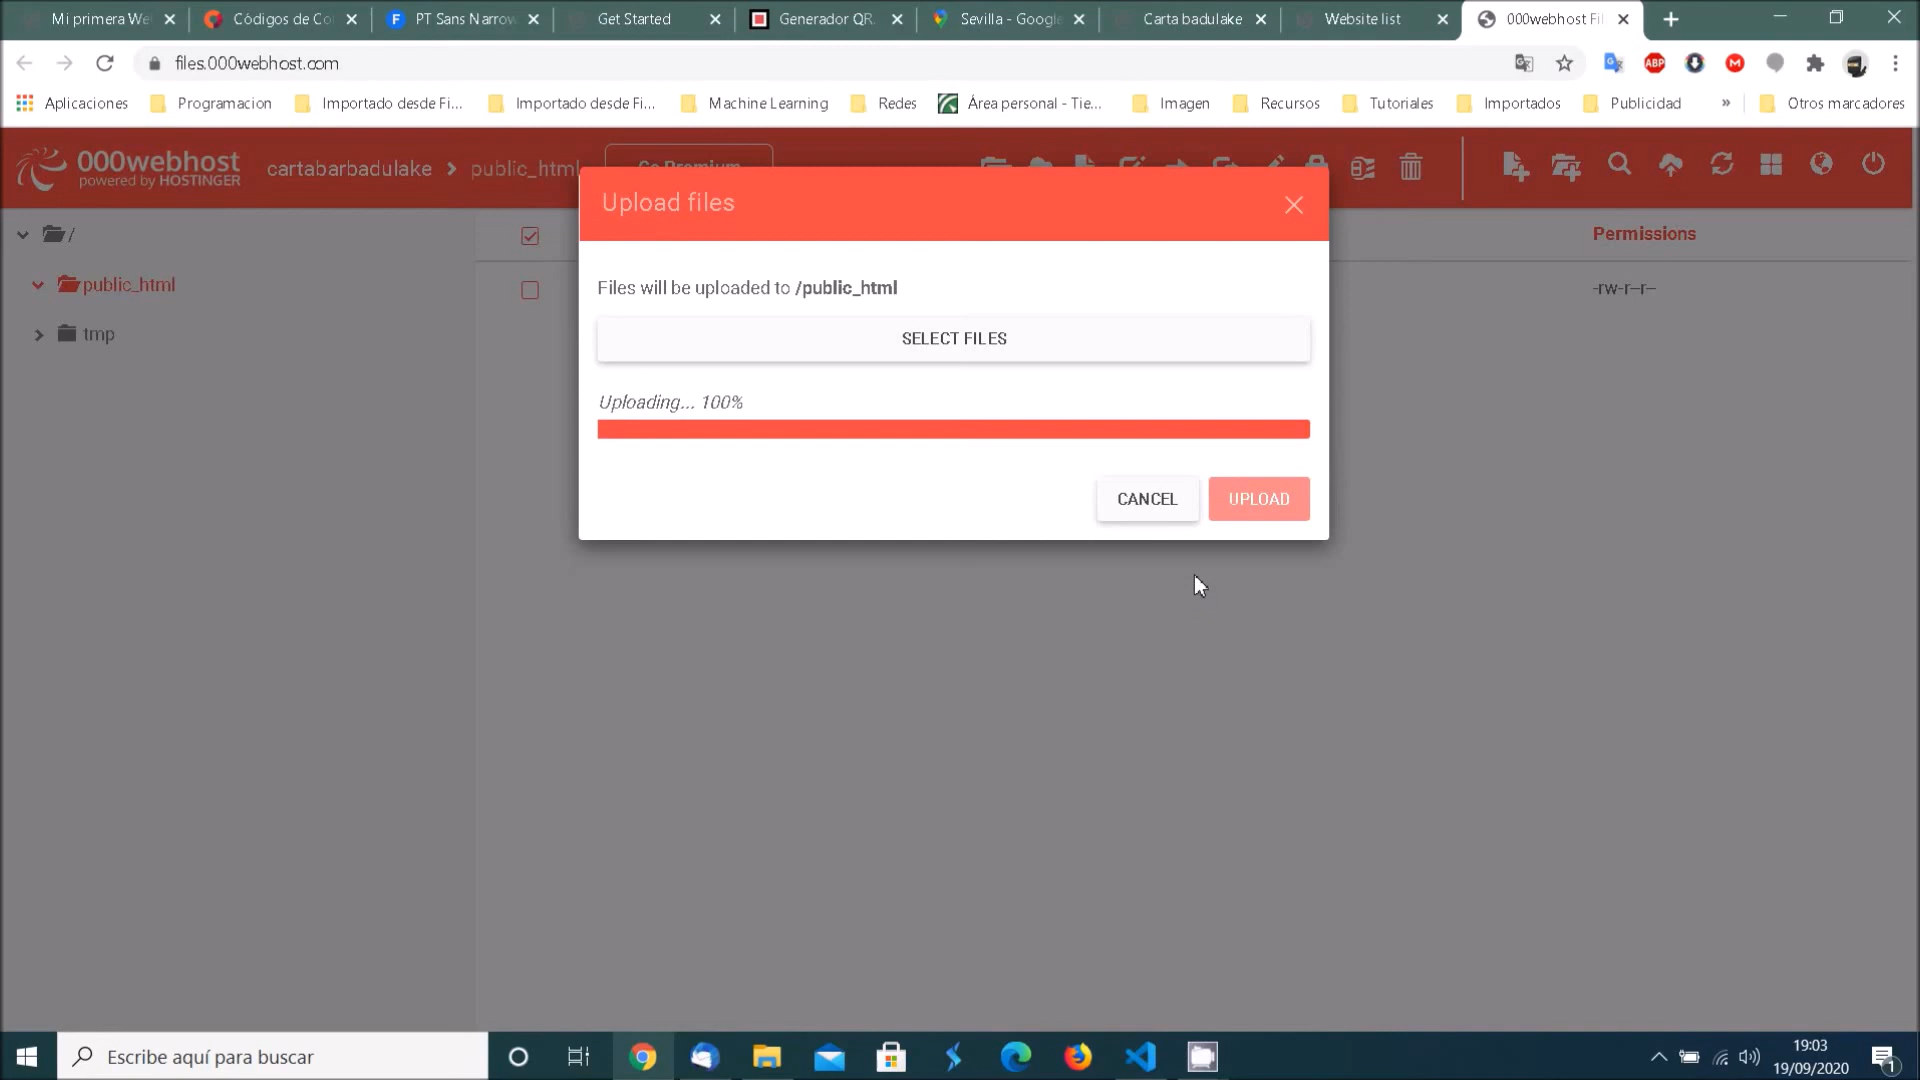 Mi primera We
Códigos de Co
PT Sans Narrow
Get Started
Generador QR
Sevilla - Google
Carta badulake
Website list
000webhost Fil
files.000webhost.com
Aplicaciones
Programacion
Importado desde Fi...
Importado desde Fi...
Machine Learning
Redes
Área personal - Tie...
Imagen
Recursos
Tutoriales
Importados
Publicidad
»
Otros marcadores
ABP
000webhost
powered by HOSTINGER
cartabarbadulake > public_html
Go Premium
Upload files
/
public_html
tmp
Permissions
-rw-r--r--
Files will be uploaded to /public_html
SELECT FILES
Uploading... 100%
CANCEL
UPLOAD
Escribe aquí para buscar
19:03
19/09/2020
1